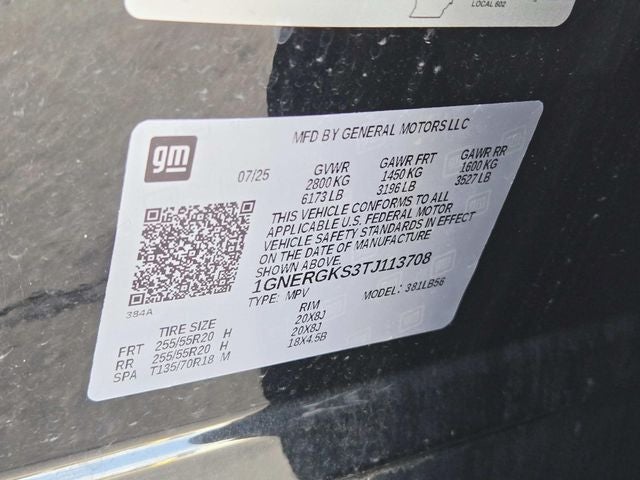 LOCAL 602
gm
MFD BY GENERAL MOTORS LLC
07/25
GVWR GAWR FRT GAWR RR
2800 KG 1450 KG 1600 KG
6173 LB 3196 LB 3527 LB
THIS VEHICLE CONFORMS TO ALL
APPLICABLE U.S. FEDERAL MOTOR
VEHICLE SAFETY STANDARDS IN EFFECT
ON THE DATE OF MANUFACTURE
SHOWN ABOVE.
1GNERGKS3TJ113708
TYPE: MPV MODEL: 381LB56
384A
TIRE SIZE RIM
FRT 255/55R20 H 20X8J
RR 255/55R20 H 20X8J
SPA T135/70R18 M 18X4.5B